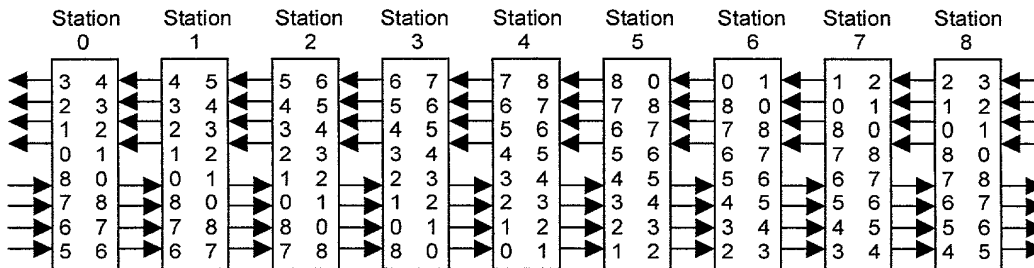 Station Station Station Station Station Station Station Station Station
0 1 2 3 4 5 6 7 8
3 4 4 5 5 6 6 7 7 8 8 0 0 1 1 2 2 3
2 3 3 4 4 5 5 6 6 7 7 8 8 0 0 1 1 2
1 2 2 3 3 4 4 5 5 6 6 7 7 8 8 0 0 1
0 1 1 2 2 3 3 4 4 5 5 6 6 7 7 8 8 0
8 0 0 1 1 2 2 3 3 4 4 5 5 6 6 7 7 8
7 8 8 0 0 1 1 2 2 3 3 4 4 5 5 6 6 7
6 7 7 8 8 0 0 1 1 2 2 3 3 4 4 5 5 6
5 6 6 7 7 8 8 0 0 1 1 2 2 3 3 4 4 5